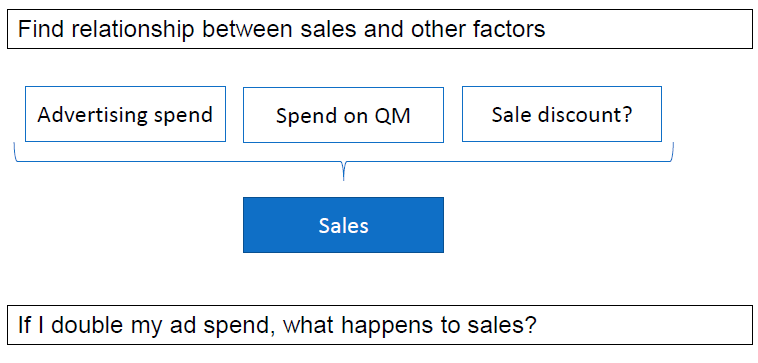 Find relationship between sales and other factors
Advertising spend
Spend on QM
Sale discount?
Sales
If I double my ad spend, what happens to sales?